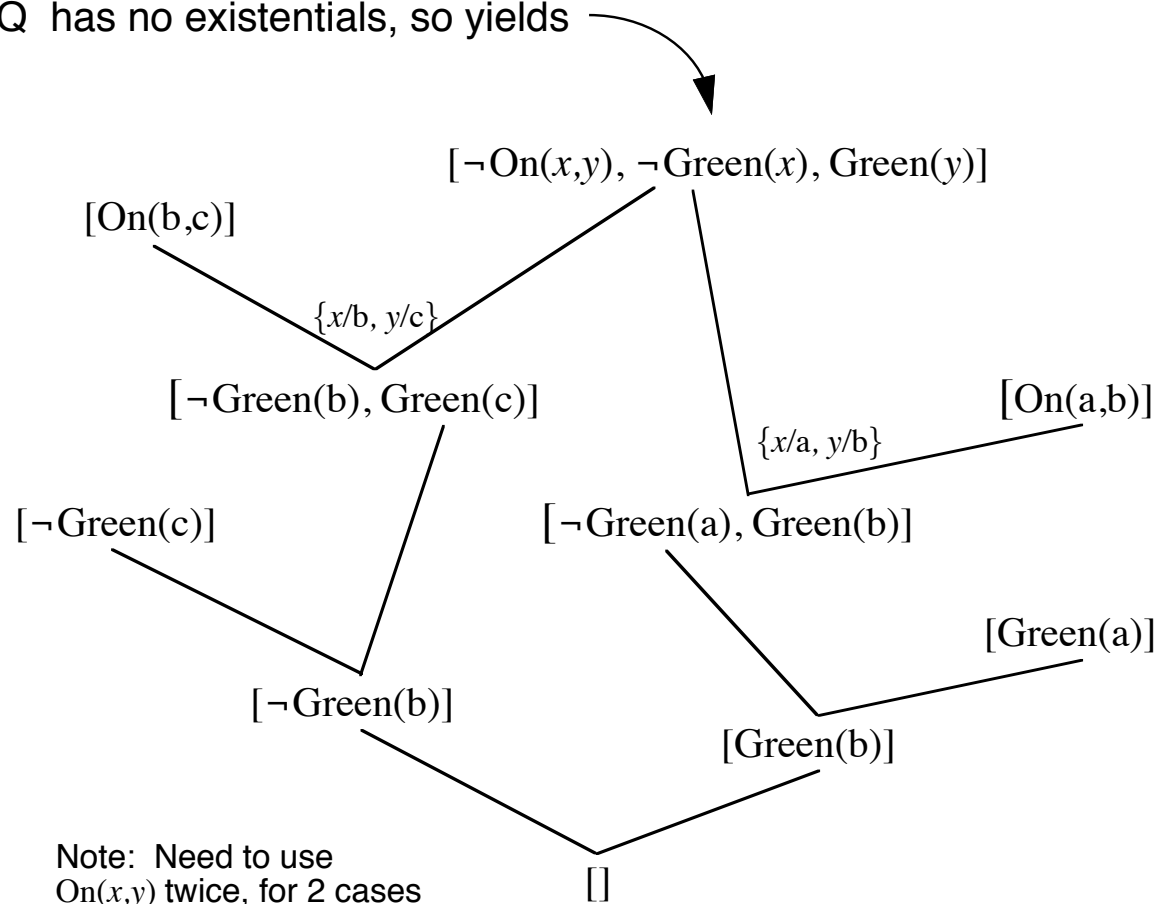 Q has no existentials, so yields
[¬On(x,y), ¬Green(x), Green(y)]
[On(b,c)]
{x/b, y/c}
[¬Green(b), Green(c)]
[On(a,b)]
{x/a, y/b}
[¬Green(c)]
[¬Green(a), Green(b)]
[Green(a)]
[¬Green(b)]
[Green(b)]
Note: Need to use
On(x,y) twice, for 2 cases
[]